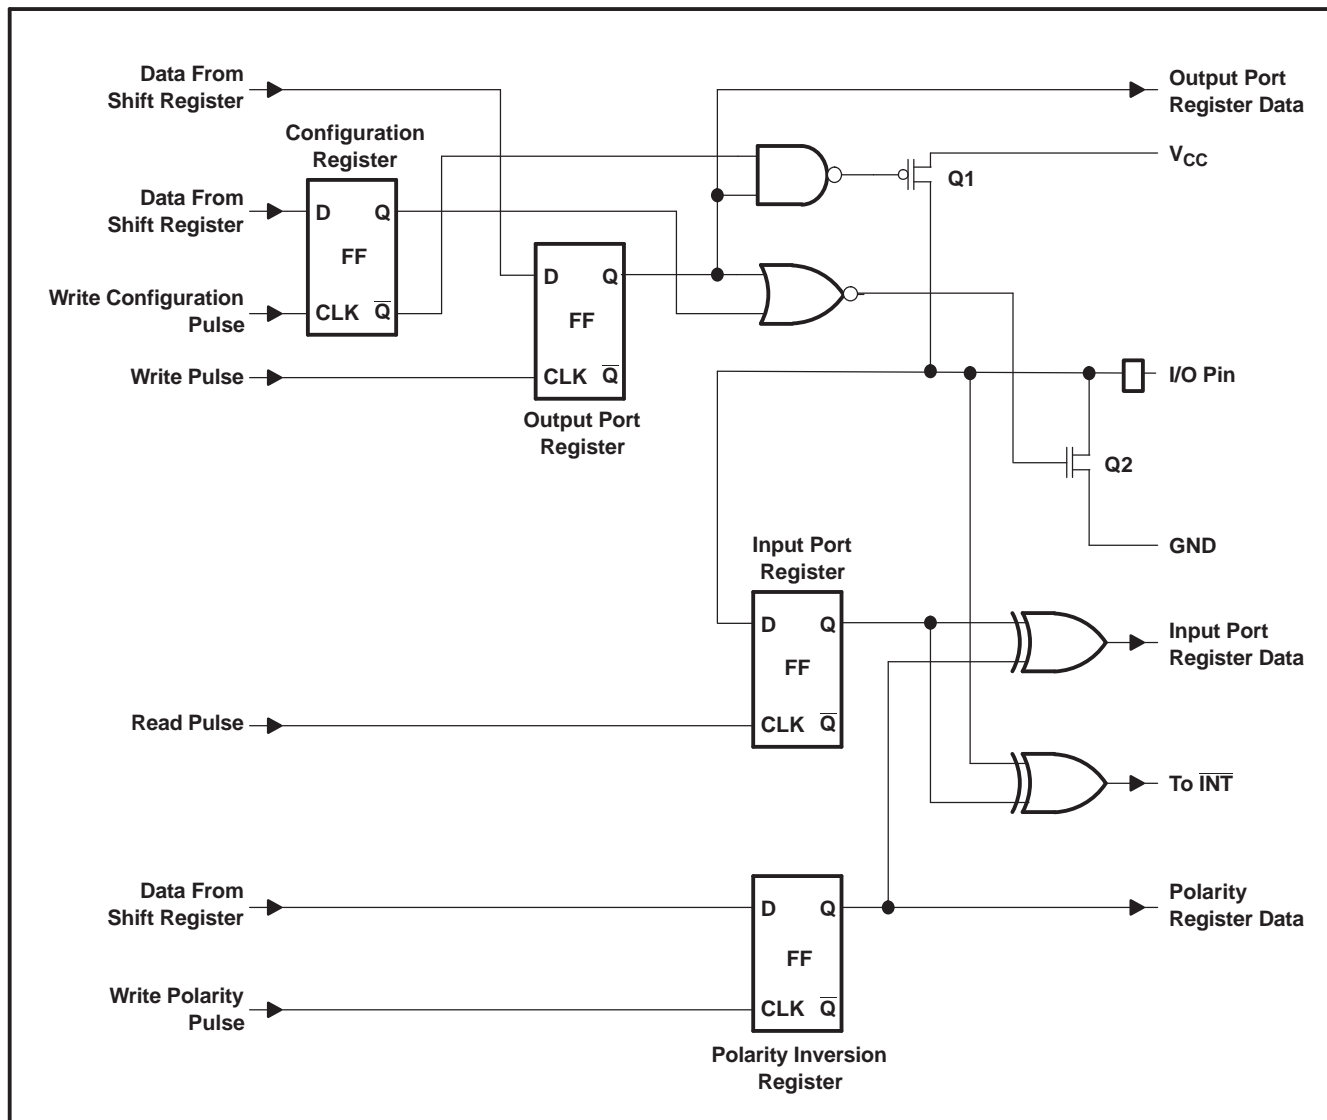 Data From
Shift Register
Output Port
Register Data
Configuration
Register
V<sub>CC</sub>
Q1
Data From
Shift Register
D Q
FF
CLK Q̅
Write Configuration
Pulse
D Q
FF
CLK Q̅
Write Pulse
Output Port
Register
I/O Pin
Q2
GND
Input Port
Register
D Q
FF
CLK Q̅
Input Port
Register Data
Read Pulse
To I̅N̅T̅
Data From
Shift Register
D Q
FF
CLK Q̅
Polarity
Register Data
Write Polarity
Pulse
Polarity Inversion
Register